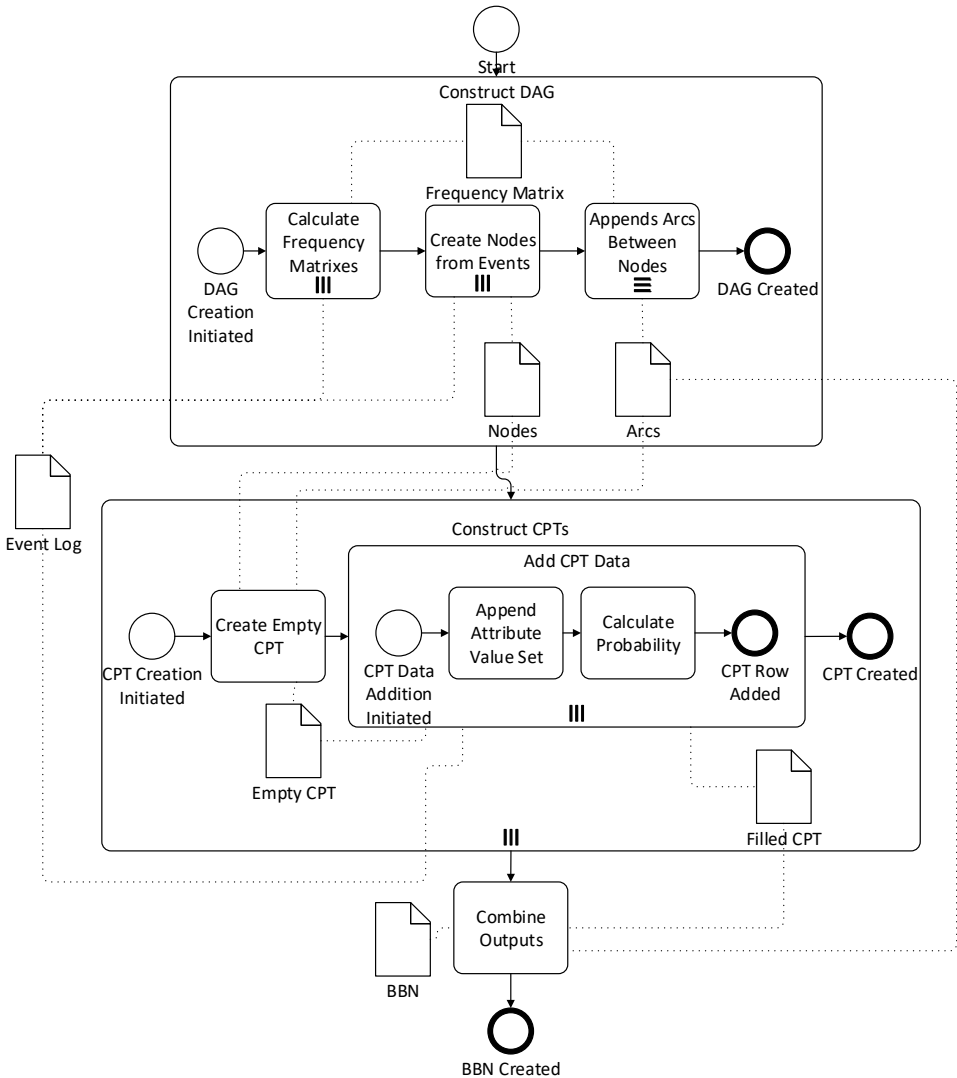 Start
Construct DAG
Frequency Matrix
Calculate
Frequency
Matrixes
Create Nodes
from Events
Appends Arcs
Between
Nodes
DAG
Creation
Initiated
DAG Created
Nodes
Arcs
Event Log
Construct CPTs
Add CPT Data
Create Empty
CPT
Append
Attribute
Value Set
Calculate
Probability
CPT Creation
Initiated
CPT Data
Addition
Initiated
CPT Row
Added
CPT Created
Empty CPT
Filled CPT
Combine
Outputs
BBN
BBN Created